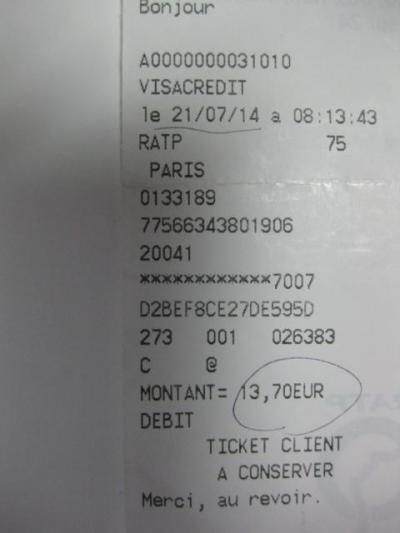 Bonjour
A0000000031010
VISACREDIT
le 21/07/14 a 08:13:43
RATP 75
PARIS
0133189
77566343801906
20041
************7007
D2BEF8CE27DE595D
273 001 026383
C @
MONTANT= 13,70EUR
DEBIT
TICKET CLIENT
A CONSERVER
Merci, au revoir.